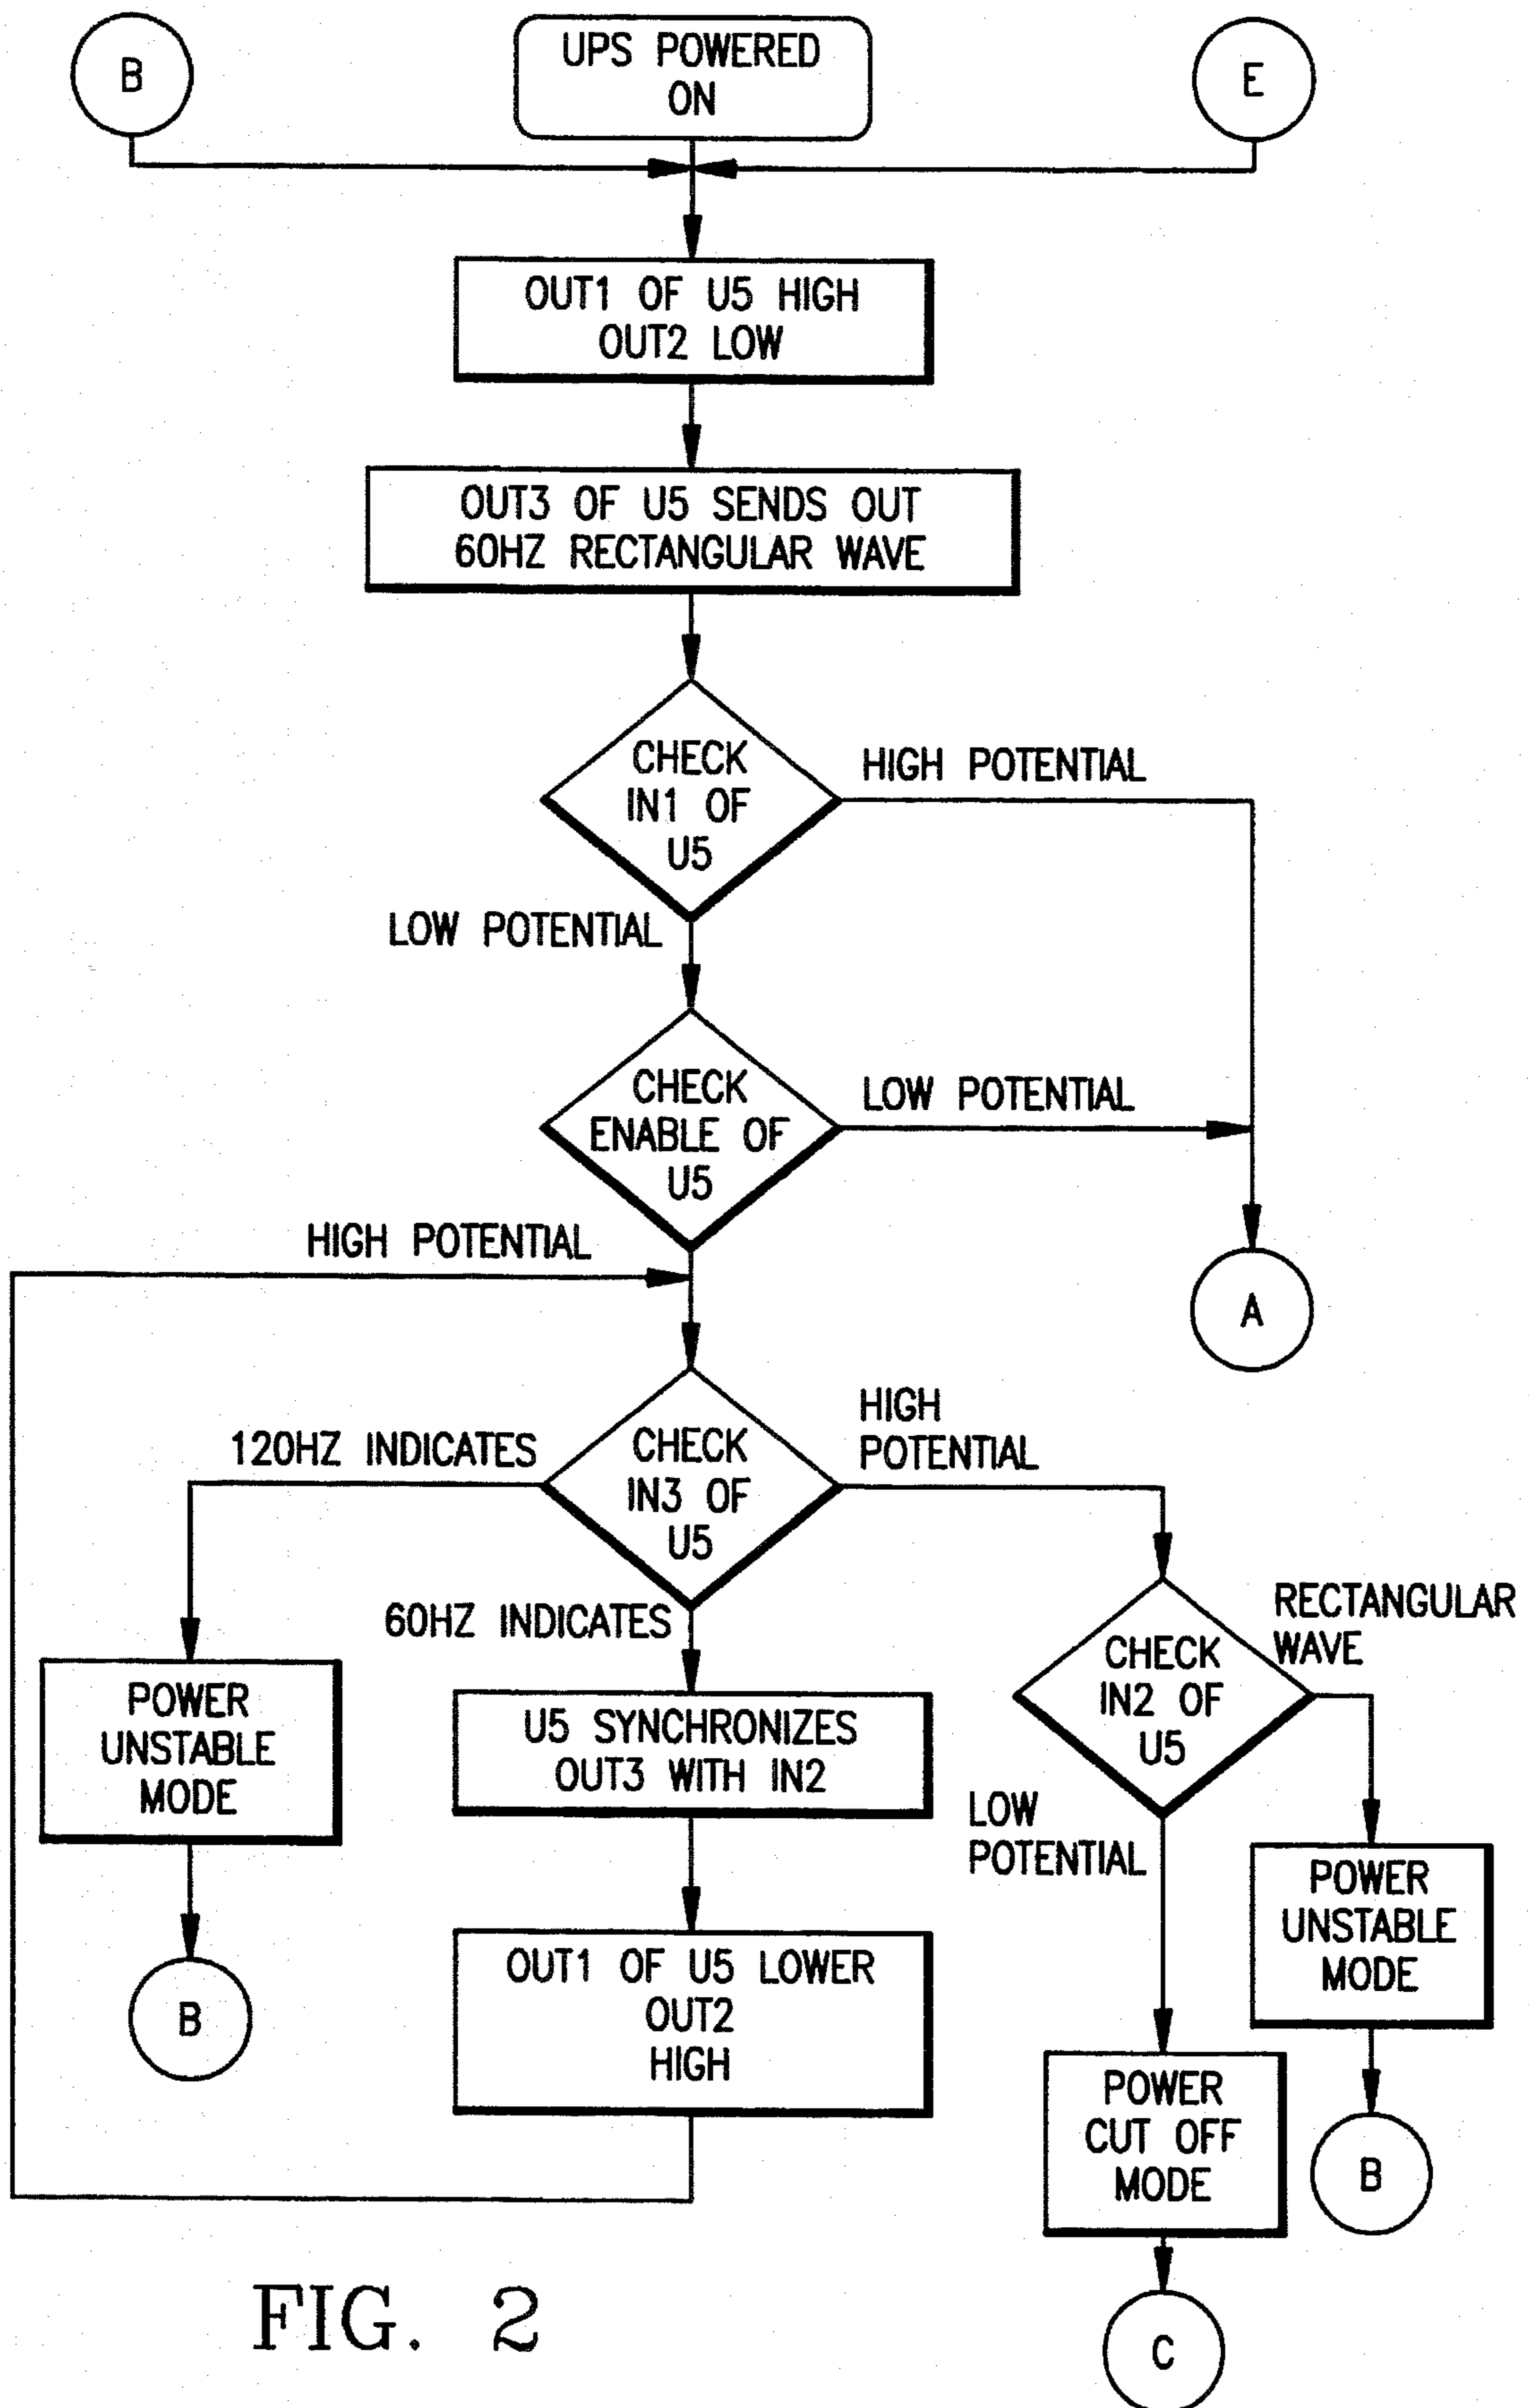 B
UPS POWERED
ON
E
OUT1 OF U5 HIGH
OUT2 LOW
OUT3 OF U5 SENDS OUT
60HZ RECTANGULAR WAVE
CHECK
IN1 OF
U5
HIGH POTENTIAL
LOW POTENTIAL
CHECK
ENABLE OF
U5
LOW POTENTIAL
HIGH POTENTIAL
A
120HZ INDICATES
CHECK
IN3 OF
U5
HIGH
POTENTIAL
60HZ INDICATES
CHECK
IN2 OF
U5
RECTANGULAR
WAVE
POWER
UNSTABLE
MODE
U5 SYNCHRONIZES
OUT3 WITH IN2
LOW
POTENTIAL
POWER
UNSTABLE
MODE
B
OUT1 OF U5 LOWER
OUT2
HIGH
POWER
CUT OFF
MODE
B
C
FIG. 2